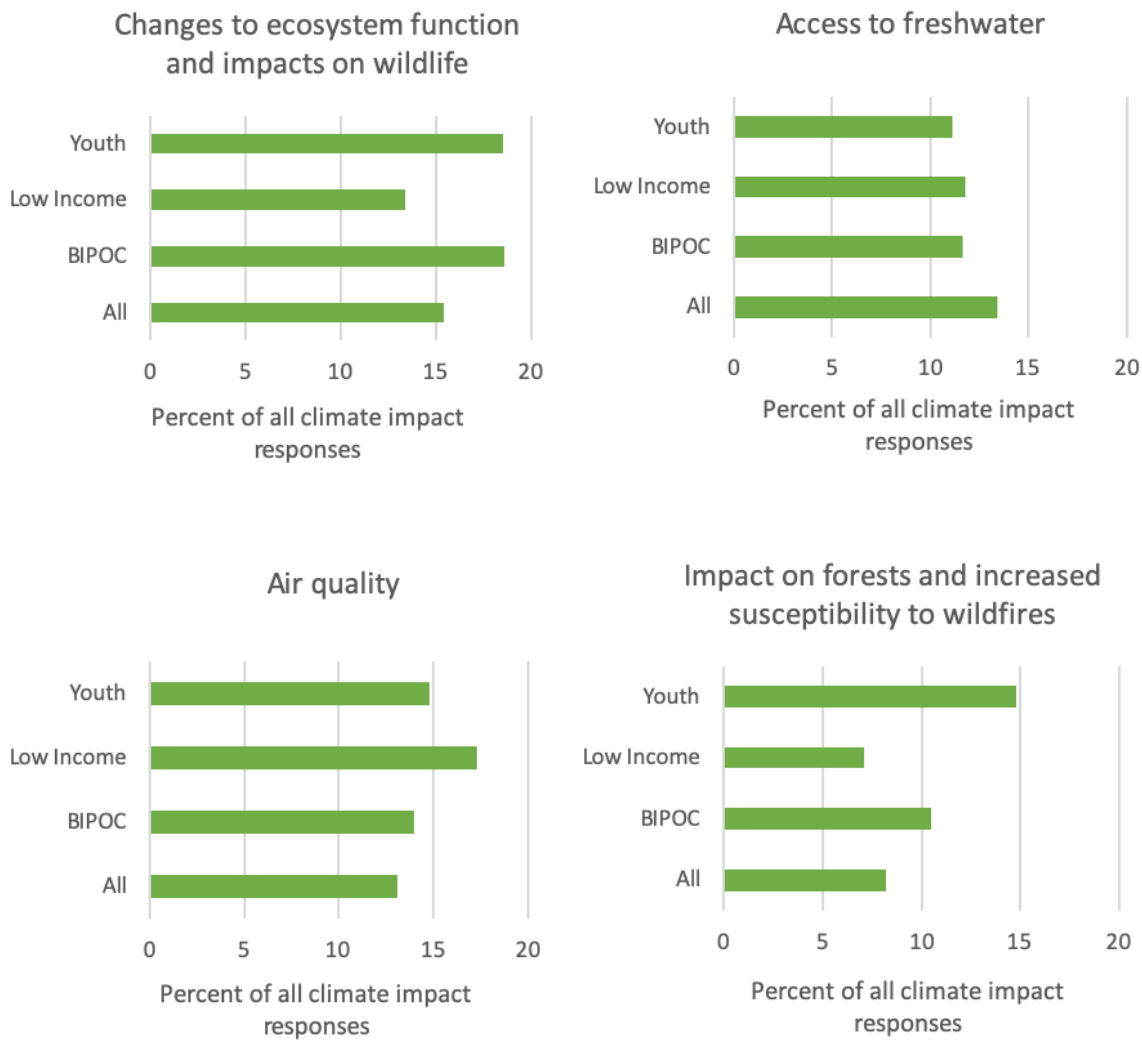 Changes to ecosystem function
and impacts on wildlife
Youth
Low Income
BIPOC
All
0 5 10 15 20
Percent of all climate impact
responses
Access to freshwater
Youth
Low Income
BIPOC
All
0 5 10 15 20
Percent of all climate impact
responses
Air quality
Youth
Low Income
BIPOC
All
0 5 10 15 20
Percent of all climate impact
responses
Impact on forests and increased
susceptibility to wildfires
Youth
Low Income
BIPOC
All
0 5 10 15 20
Percent of all climate impact
responses